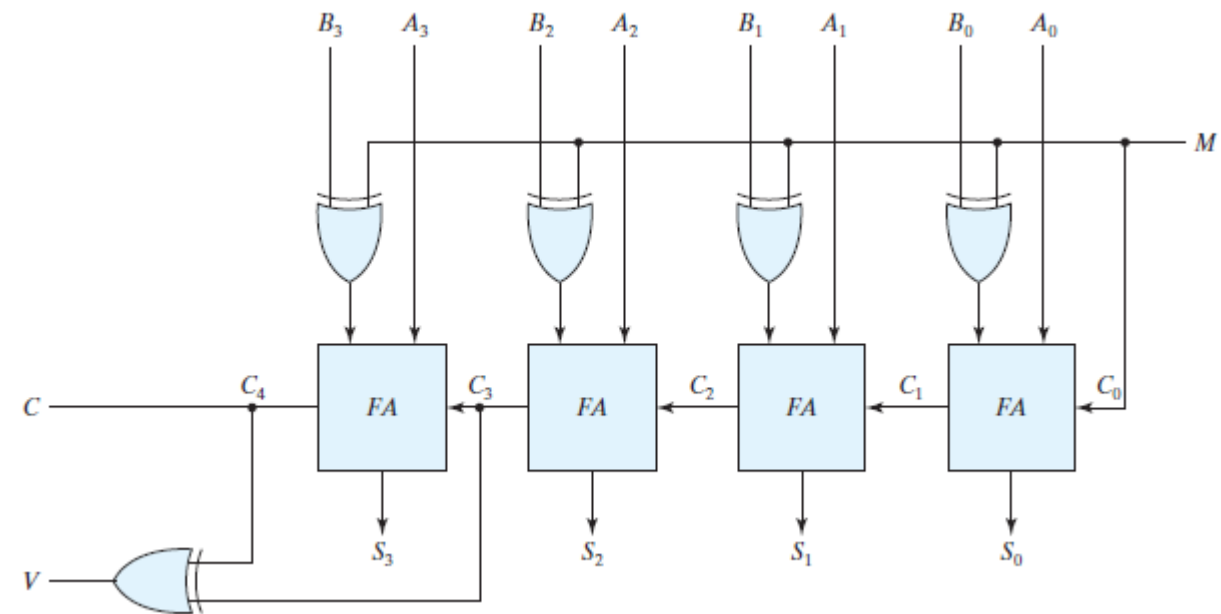 B₃ A₃ B₂ A₂ B₁ A₁ B₀ A₀
M
C C₄ FA C₃ FA C₂ FA C₁ FA C₀
S₃ S₂ S₁ S₀
V